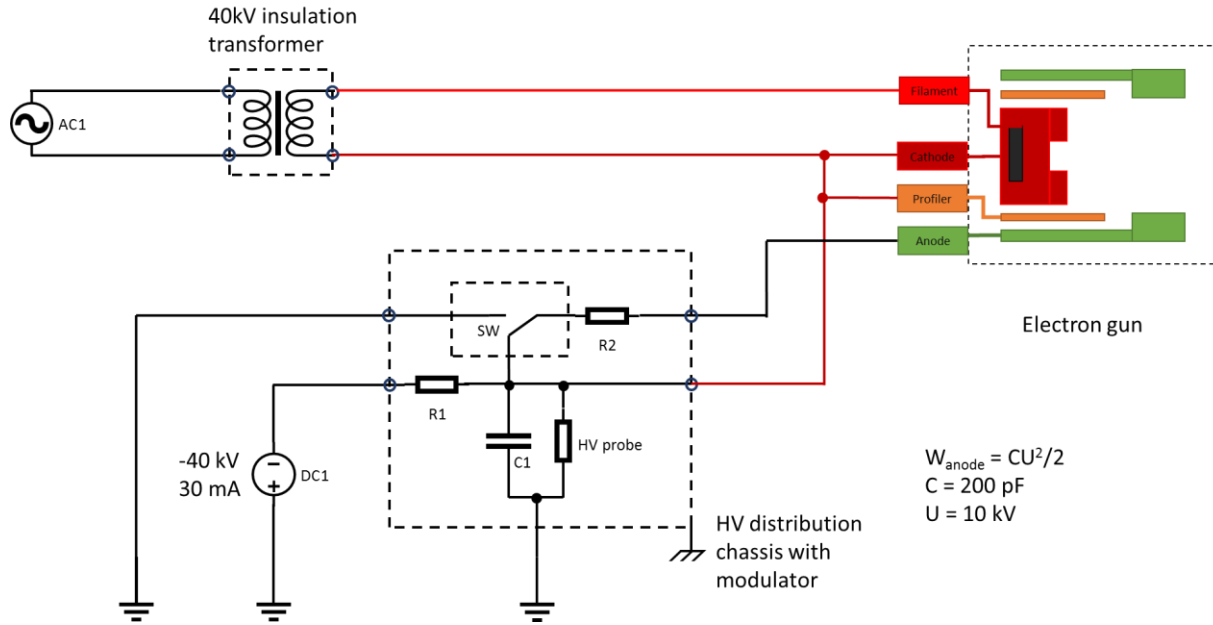 40kV insulation
transformer
AC1
Filament
Cathode
Profiler
Anode
SW
R2
Electron gun
R1
C1
HV probe
-40 kV
30 mA
DC1
W_anode = CU²/2
C = 200 pF
U = 10 kV
HV distribution
chassis with
modulator